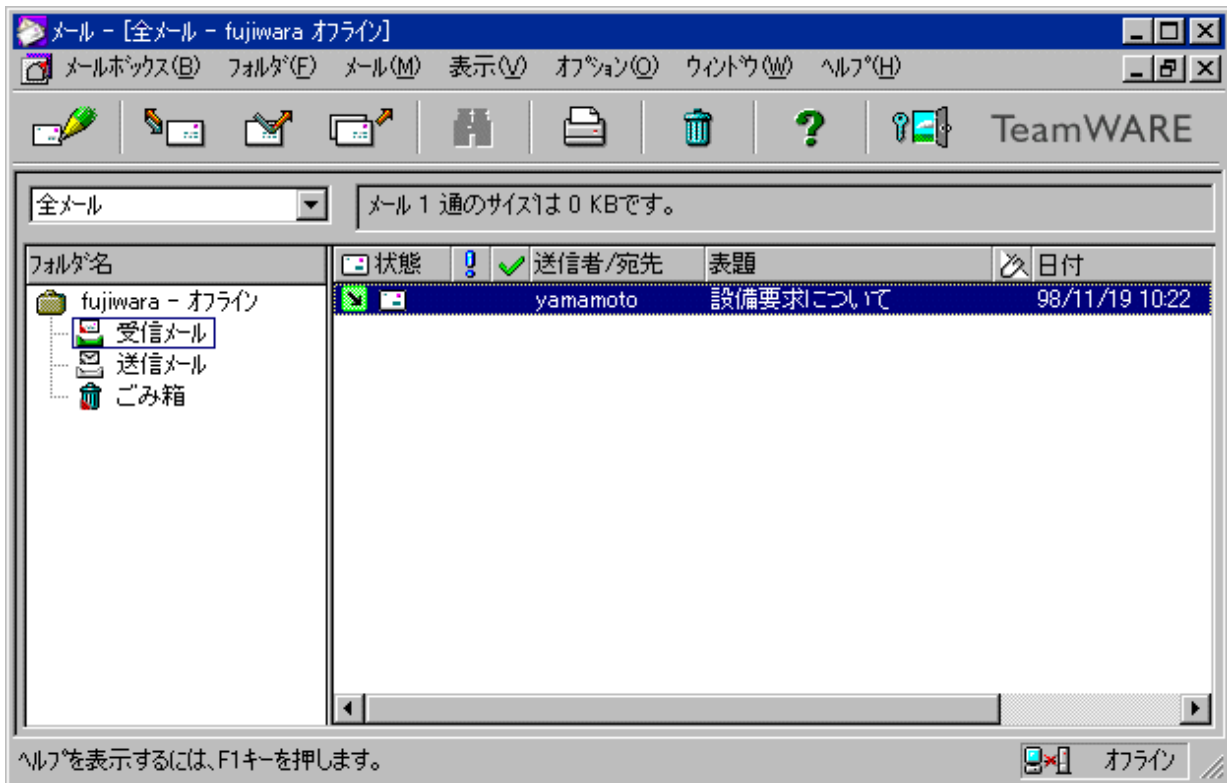 メール - [全メール - fujiwara オフライン]
メールボックス(B) フォルダ(F) メール(M) 表示(V) オプション(O) ウィンドウ(W) ヘルプ(H)
TeamWARE
全メール メール 1 通のサイズは 0 KBです。
フォルダ名 状態 送信者/宛先 表題 日付
fujiwara - オフライン yamamoto 設備要求について 98/11/19 10:22
受信メール
送信メール
ごみ箱
ヘルプを表示するには、F1キーを押します。 オフライン